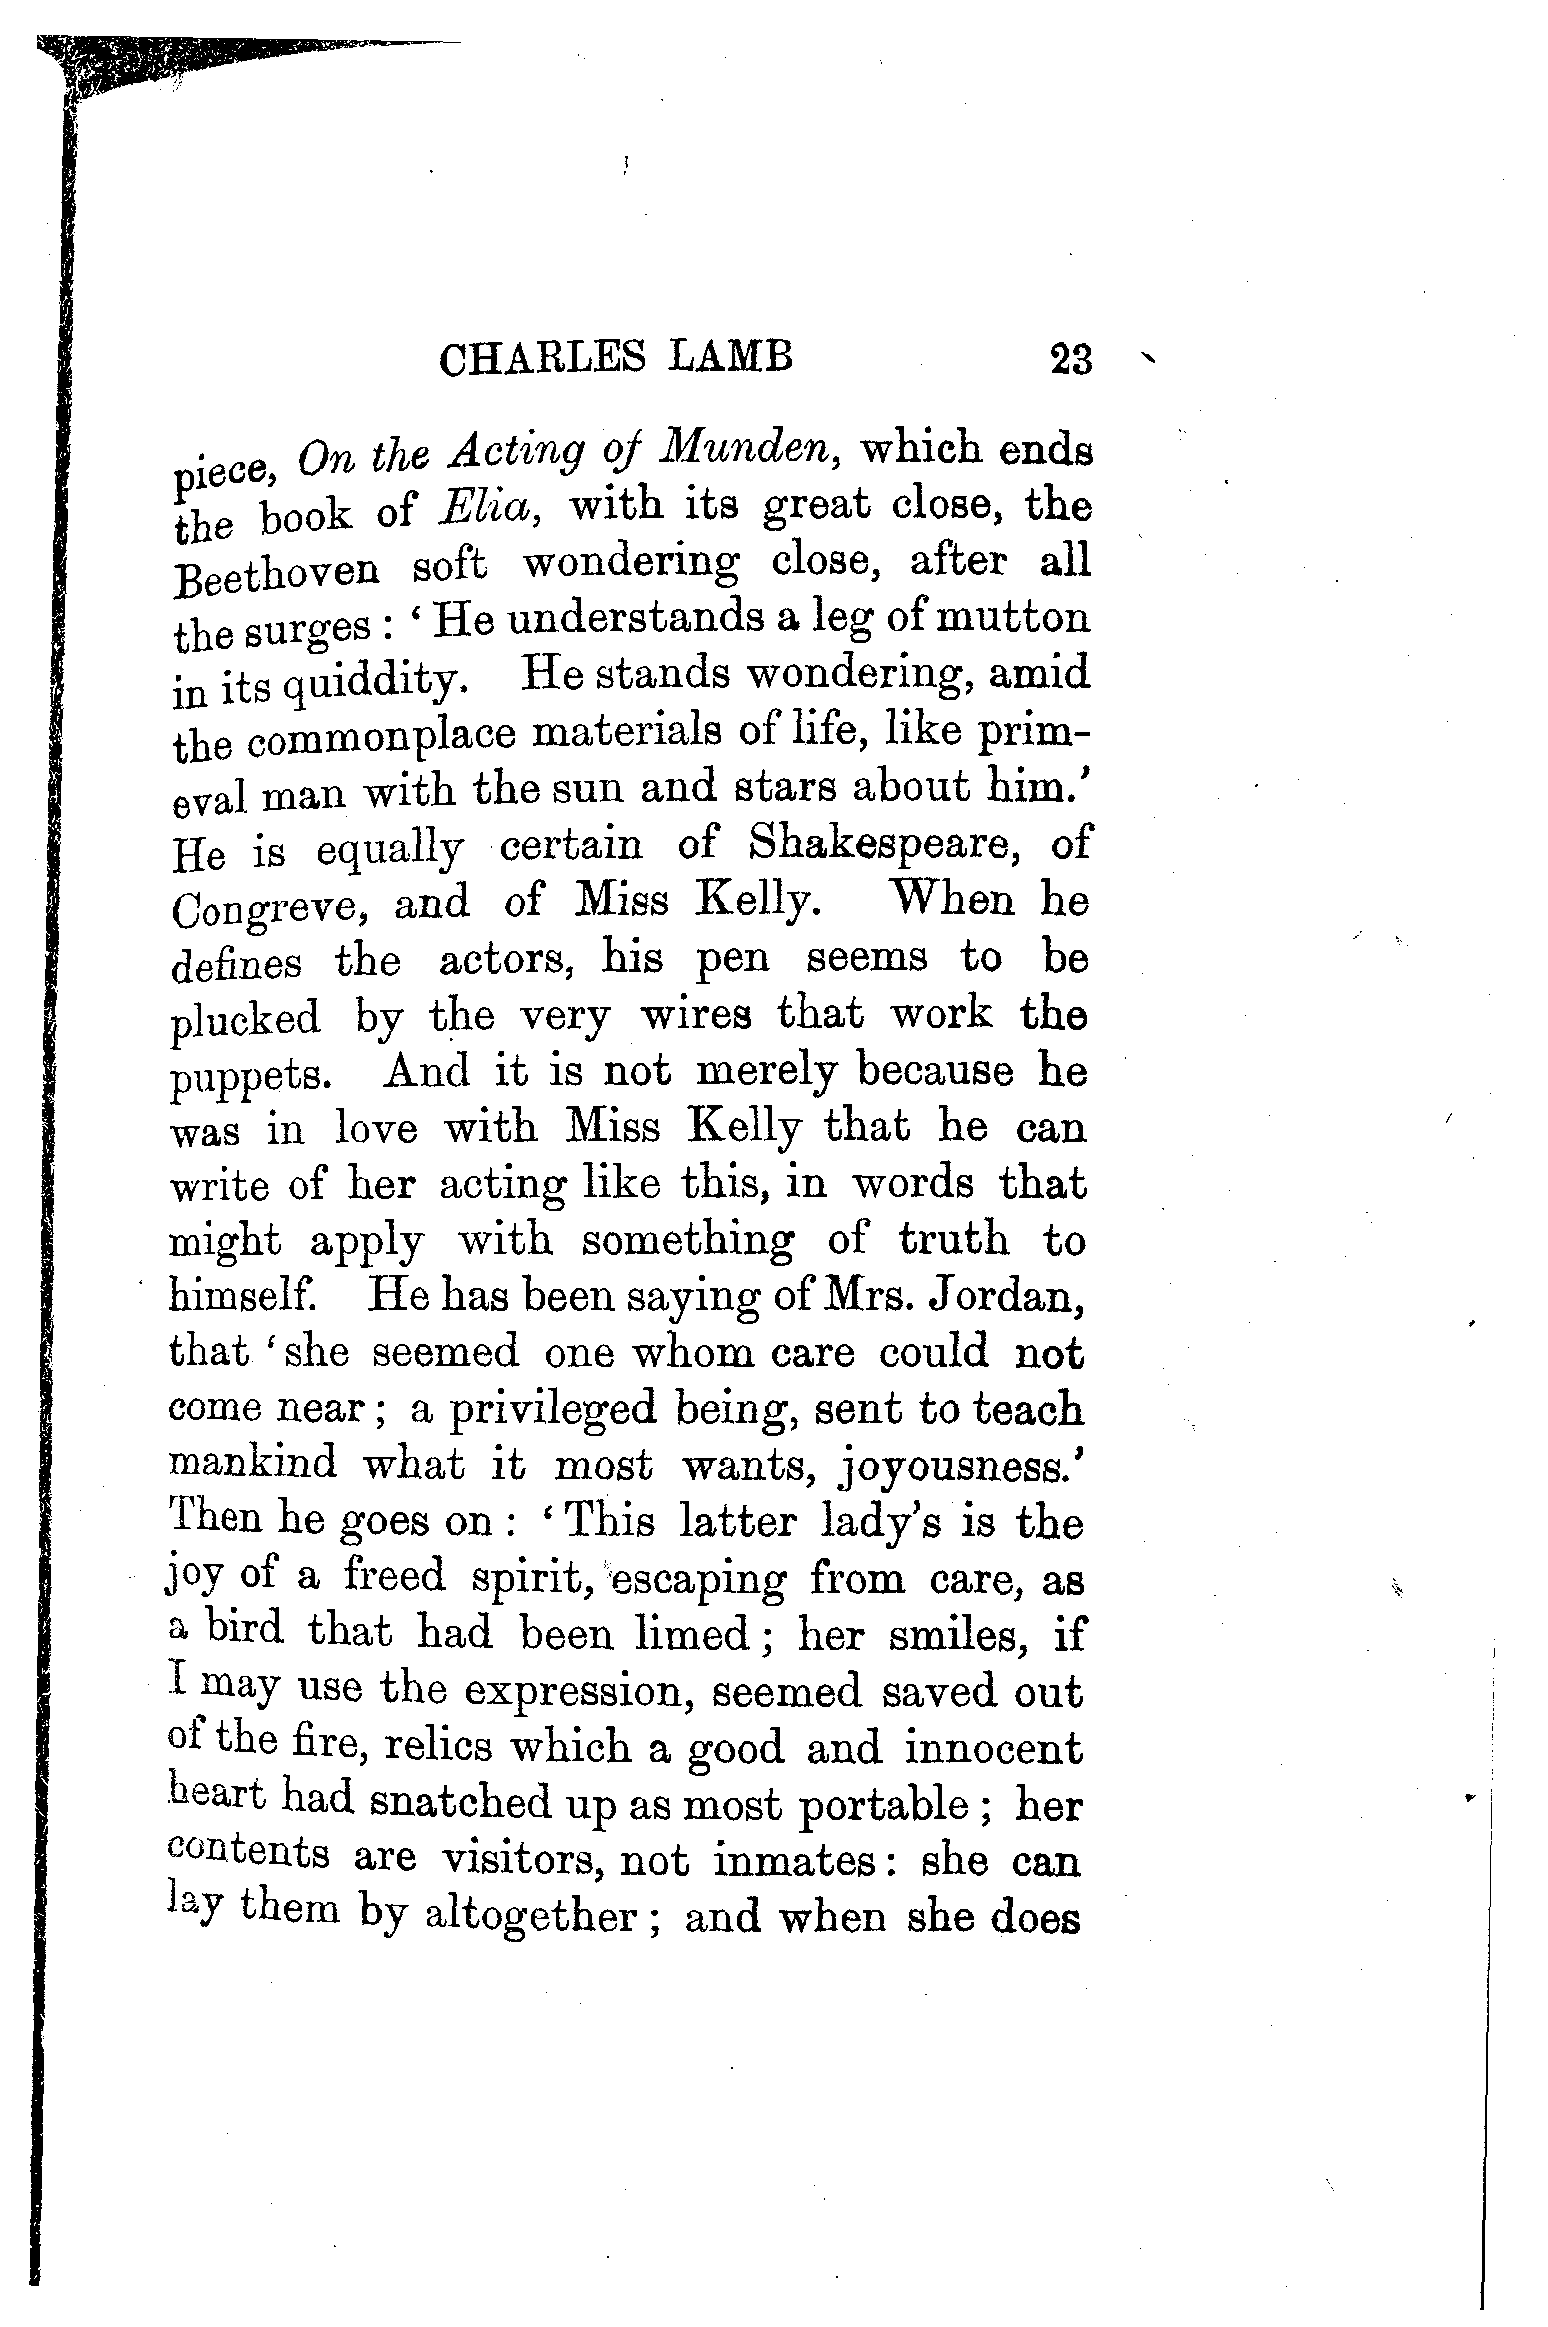 CHARLES LAMB 23
piece, On the Acting of Munden, which ends
the book of Elia, with its great close, the
Beethoven soft wondering close, after all
the surges : ‘ He understands a leg of mutton
in its quiddity. He stands wondering, amid
the commonplace materials of life, like prim-
eval man with the sun and stars about him.’
He is equally certain of Shakespeare, of
Congreve, and of Miss Kelly. When he
defines the actors, his pen seems to be
plucked by the very wires that work the
puppets. And it is not merely because he
was in love with Miss Kelly that he can
write of her acting like this, in words that
might apply with something of truth to
himself. He has been saying of Mrs. Jordan,
that ‘ she seemed one whom care could not
come near ; a privileged being, sent to teach
mankind what it most wants, joyousness.’
Then he goes on : ‘ This latter lady’s is the
joy of a freed spirit, escaping from care, as
a bird that had been limed ; her smiles, if
I may use the expression, seemed saved out
of the fire, relics which a good and innocent
heart had snatched up as most portable ; her
contents are visitors, not inmates : she can
lay them by altogether ; and when she does